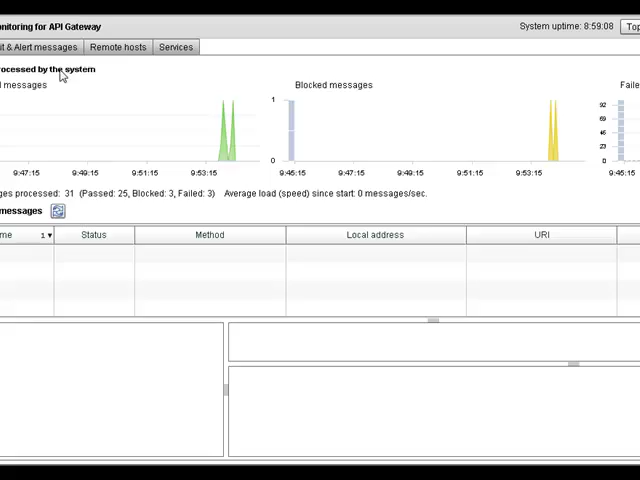 nitoring for API Gateway
System uptime: 8:59:08 Top
it & Alert messages Remote hosts Services
rocessed by the system
d messages Blocked messages Faile
1
0
92
69
46
23
0
9:47:15 9:49:15 9:51:15 9:53:15 9:45:15 9:47:15 9:49:15 9:51:15 9:53:15 9:45:15
ges processed: 31 (Passed: 25, Blocked: 3, Failed: 3) Average load (speed) since start: 0 messages/sec.
messages
me 1 ▾ Status Method Local address URI